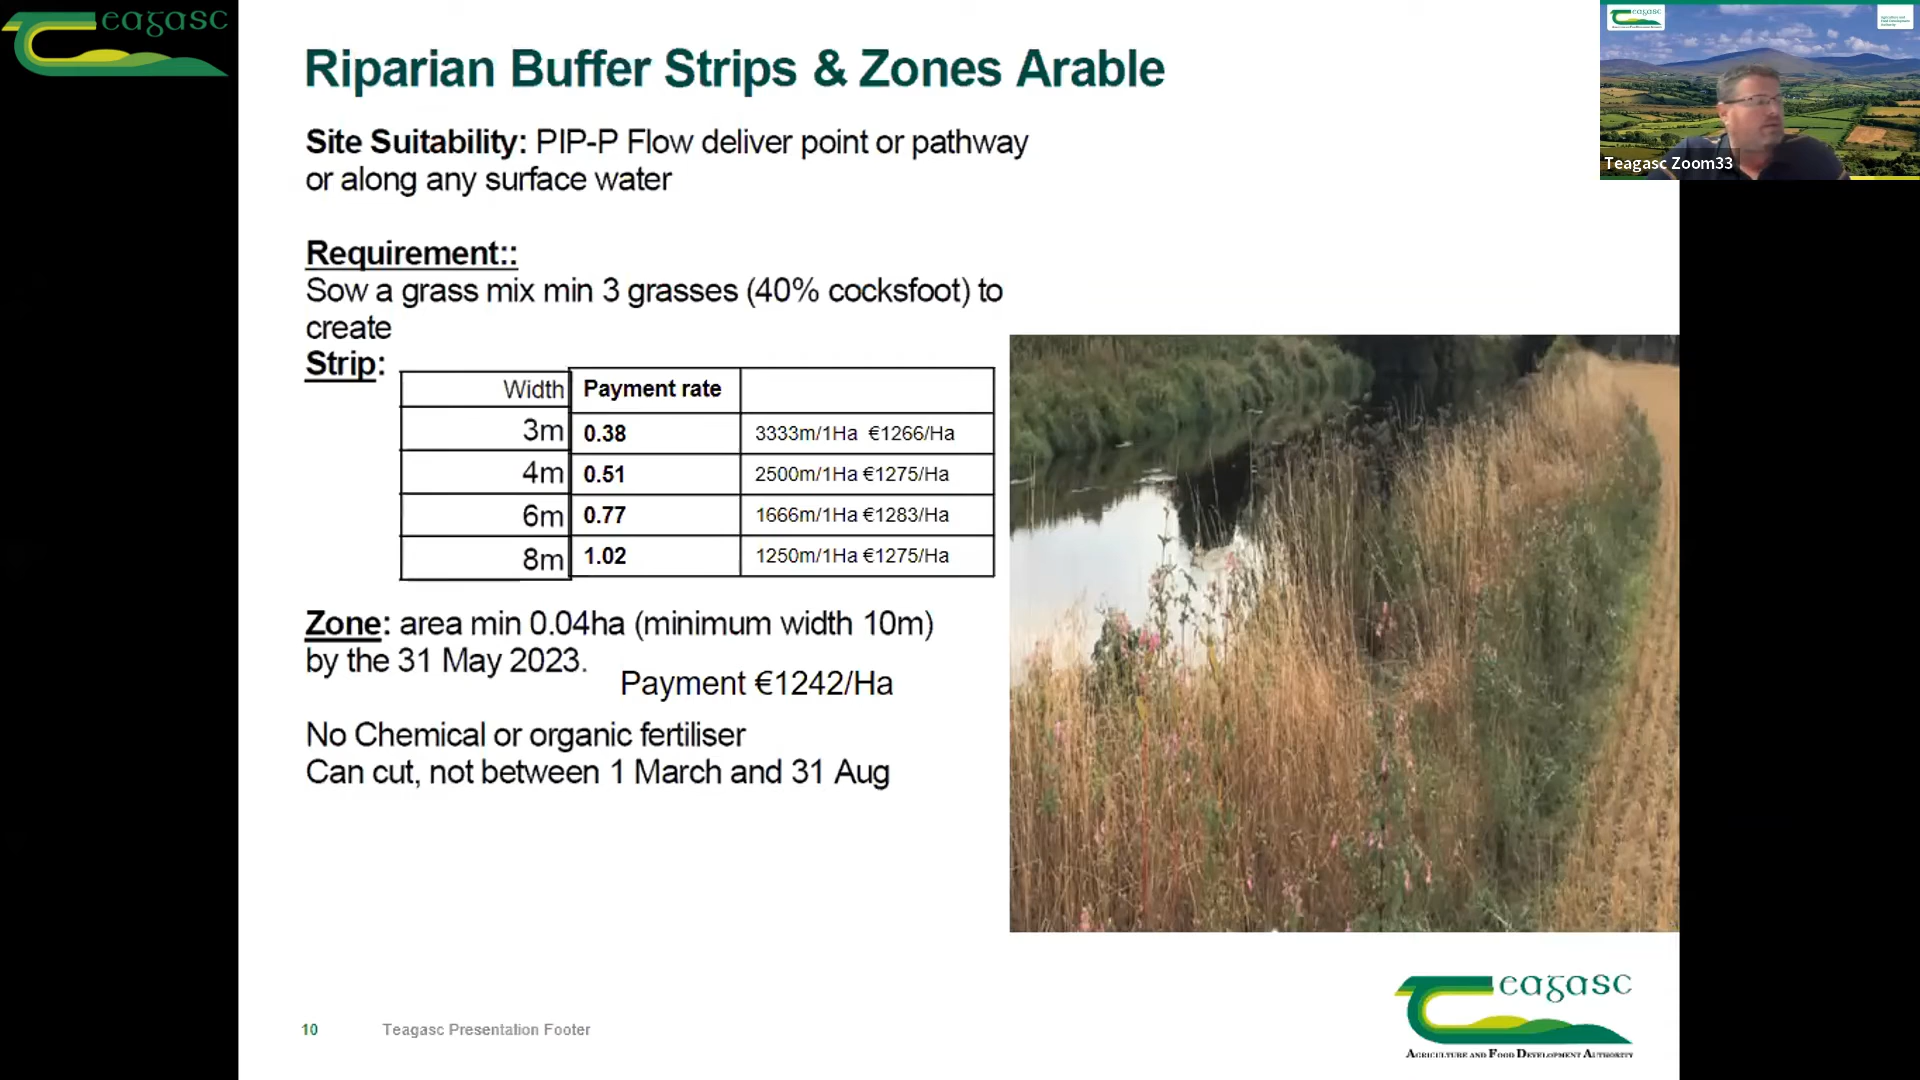 eagasc
Riparian Buffer Strips & Zones Arable
Site Suitability: PIP-P Flow deliver point or pathway
or along any surface water
Requirement::
Sow a grass mix min 3 grasses (40% cocksfoot) to
create
Strip:
Width Payment rate
3m 0.38 3333m/1Ha €1266/Ha
4m 0.51 2500m/1Ha €1275/Ha
6m 0.77 1666m/1Ha €1283/Ha
8m 1.02 1250m/1Ha €1275/Ha
Zone: area min 0.04ha (minimum width 10m)
by the 31 May 2023.
Payment €1242/Ha
No Chemical or organic fertiliser
Can cut, not between 1 March and 31 Aug
10 Teagasc Presentation Footer
eagasc
AGRICULTURE AND FOOD DEVELOPMENT AUTHORITY
eagasc
Teagasc Zoom33